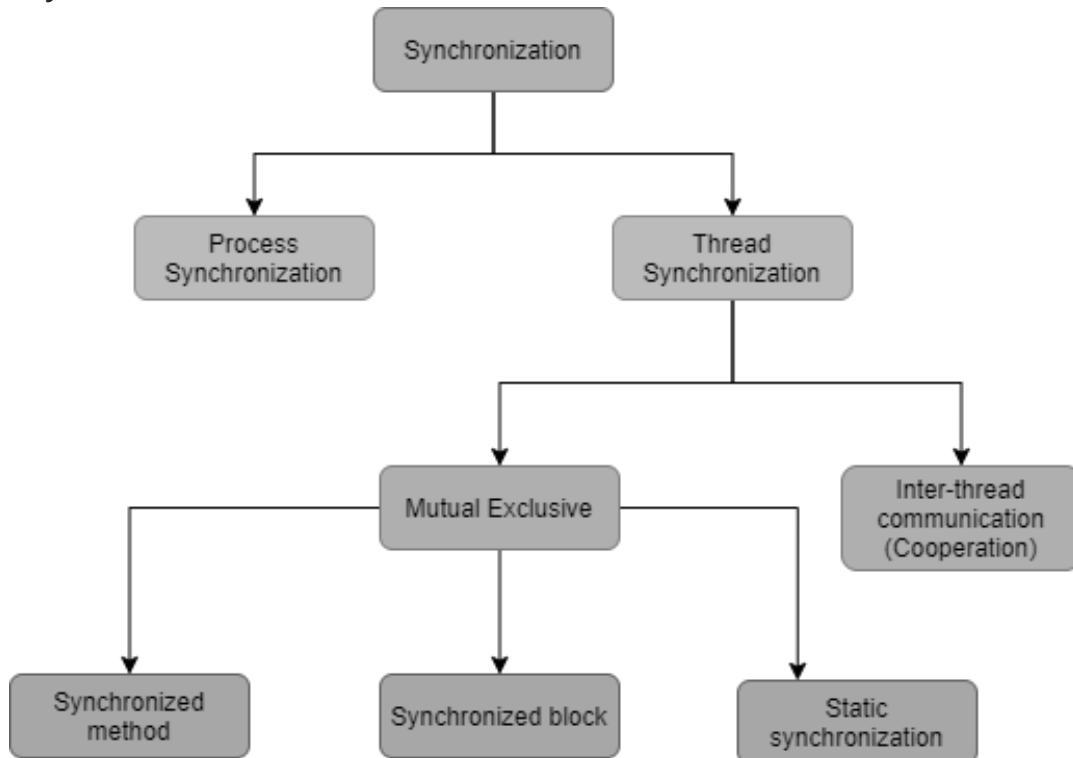 Synchronization
Process
Synchronization
Thread
Synchronization
Mutual Exclusive
Inter-thread
communication
(Cooperation)
Synchronized
method
Synchronized block
Static
synchronization